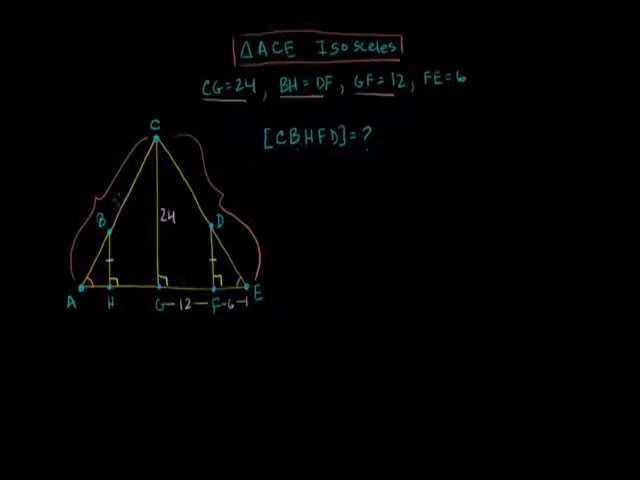 ΔACE Isosceles
CG=24, BH=DF, GF=12, FE=6
[CBHFD]=?
C
24
B
D
A
H
G
12
F
6
E